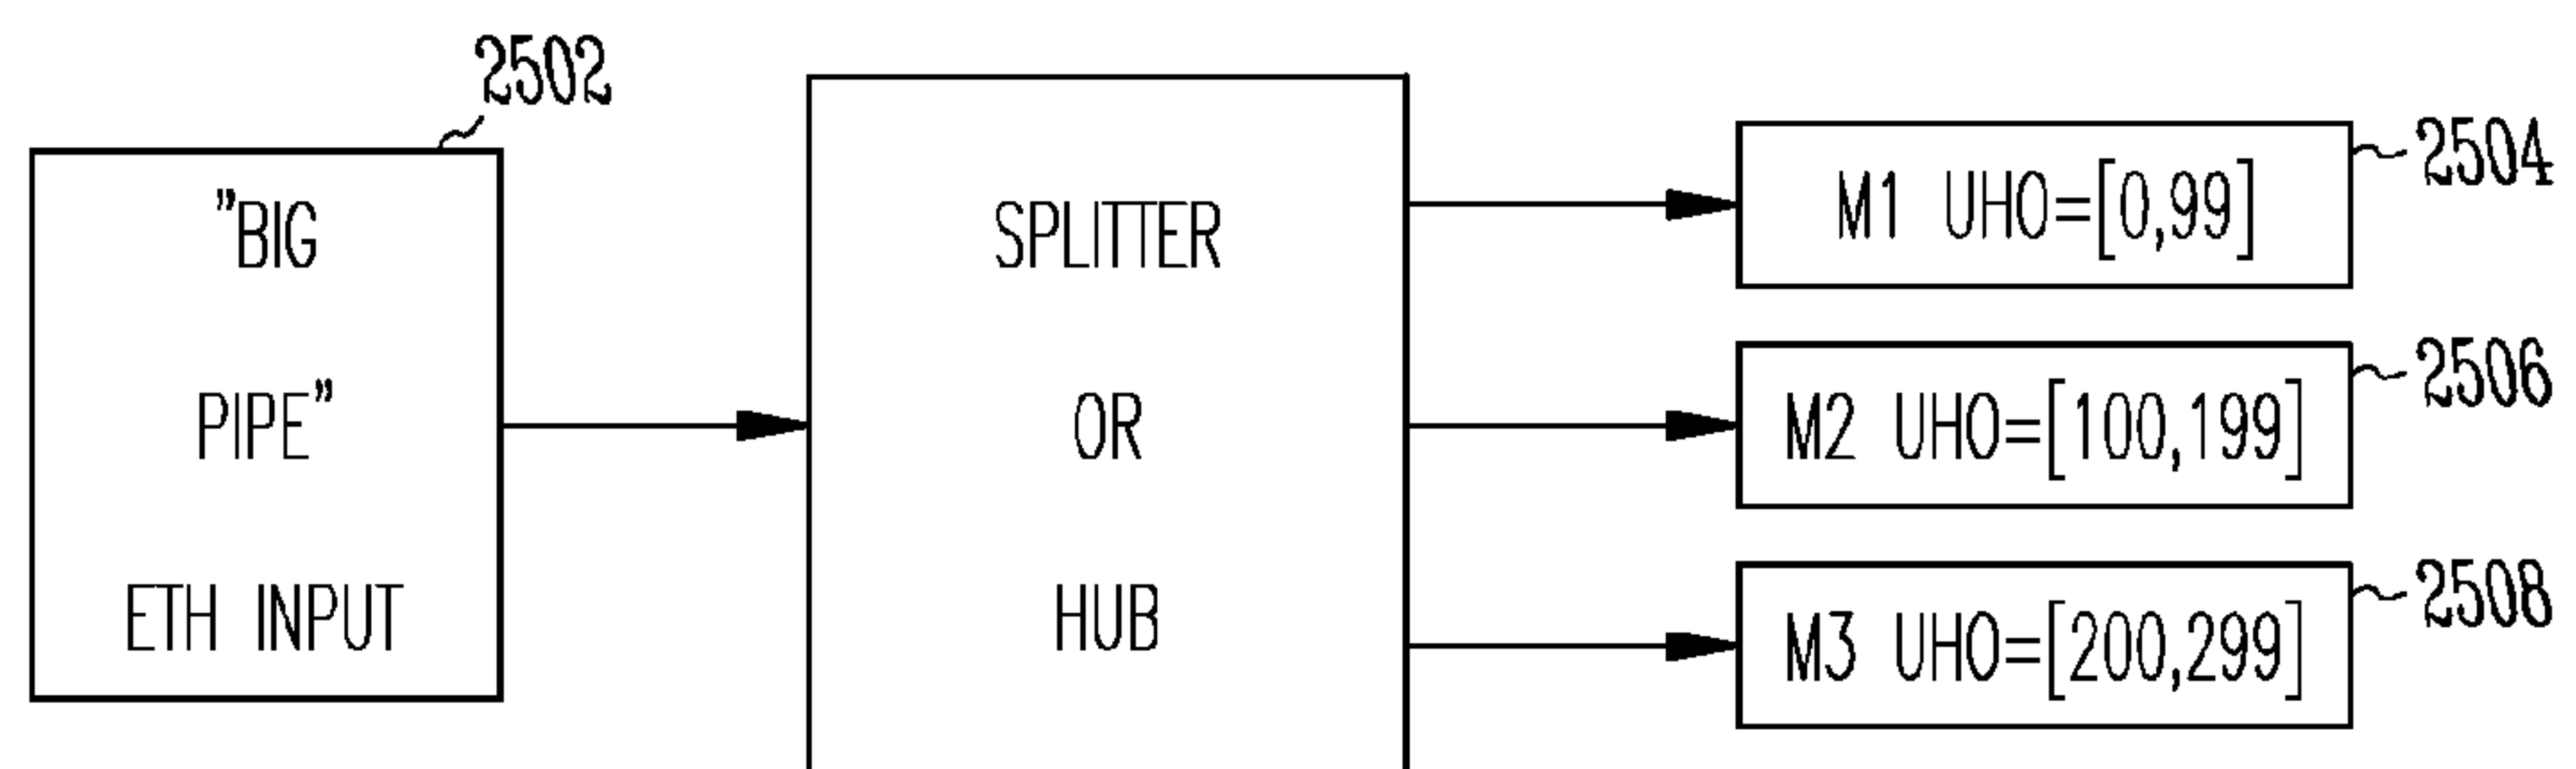 2502
"BIG
PIPE"
ETH INPUT
SPLITTER
OR
HUB
M1 UHO=[0,99]
2504
M2 UHO=[100,199]
2506
M3 UHO=[200,299]
2508